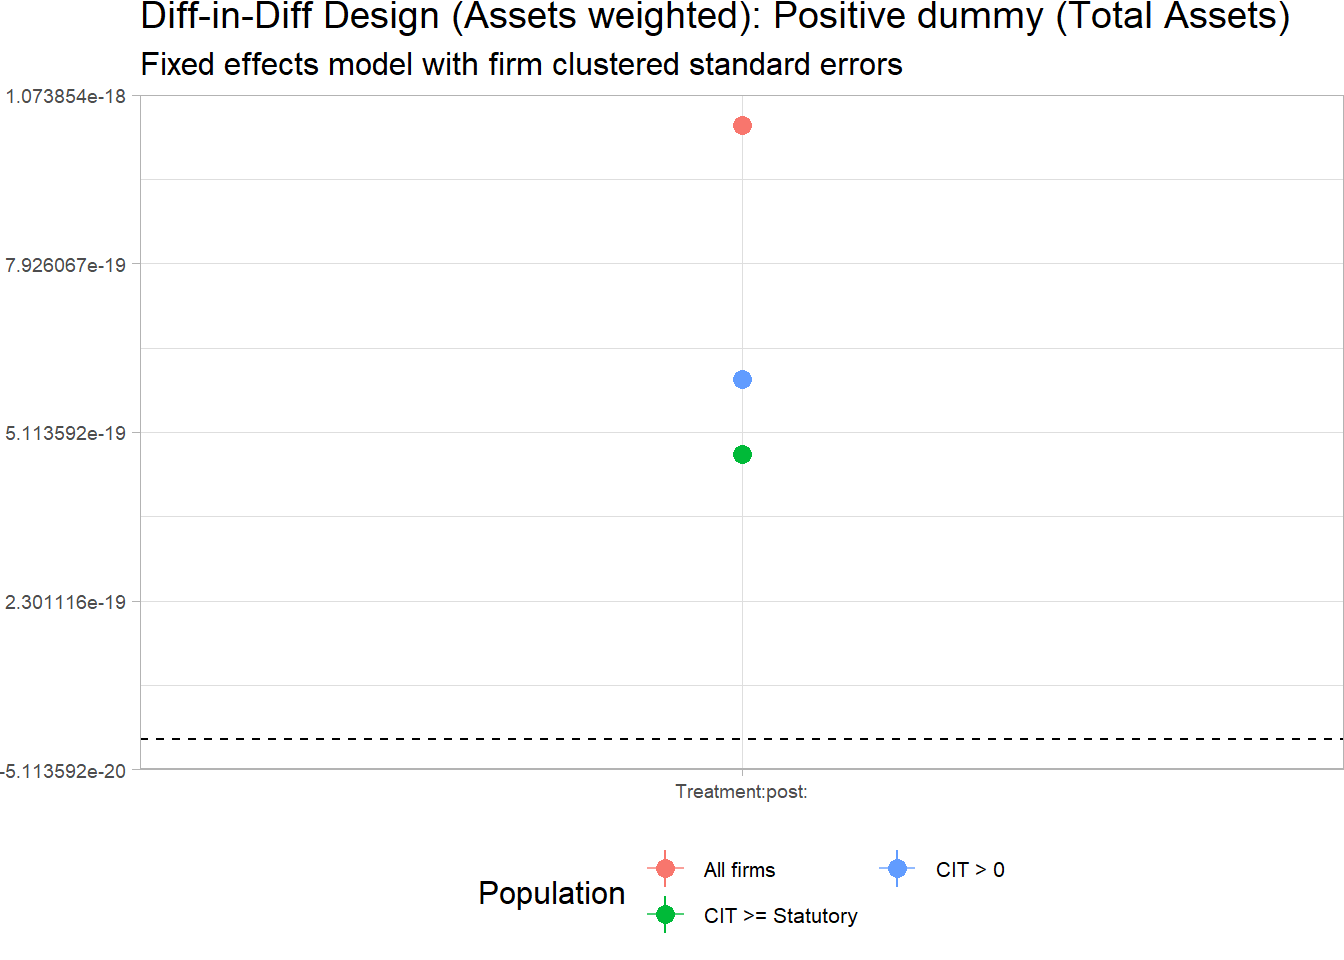 Diff-in-Diff Design (Assets weighted): Positive dummy (Total Assets)
Fixed effects model with firm clustered standard errors
1.073854e-18
7.926067e-19
5.113592e-19
2.301116e-19
-5.113592e-20
Treatment:post:
Population
All firms
CIT > 0
CIT >= Statutory